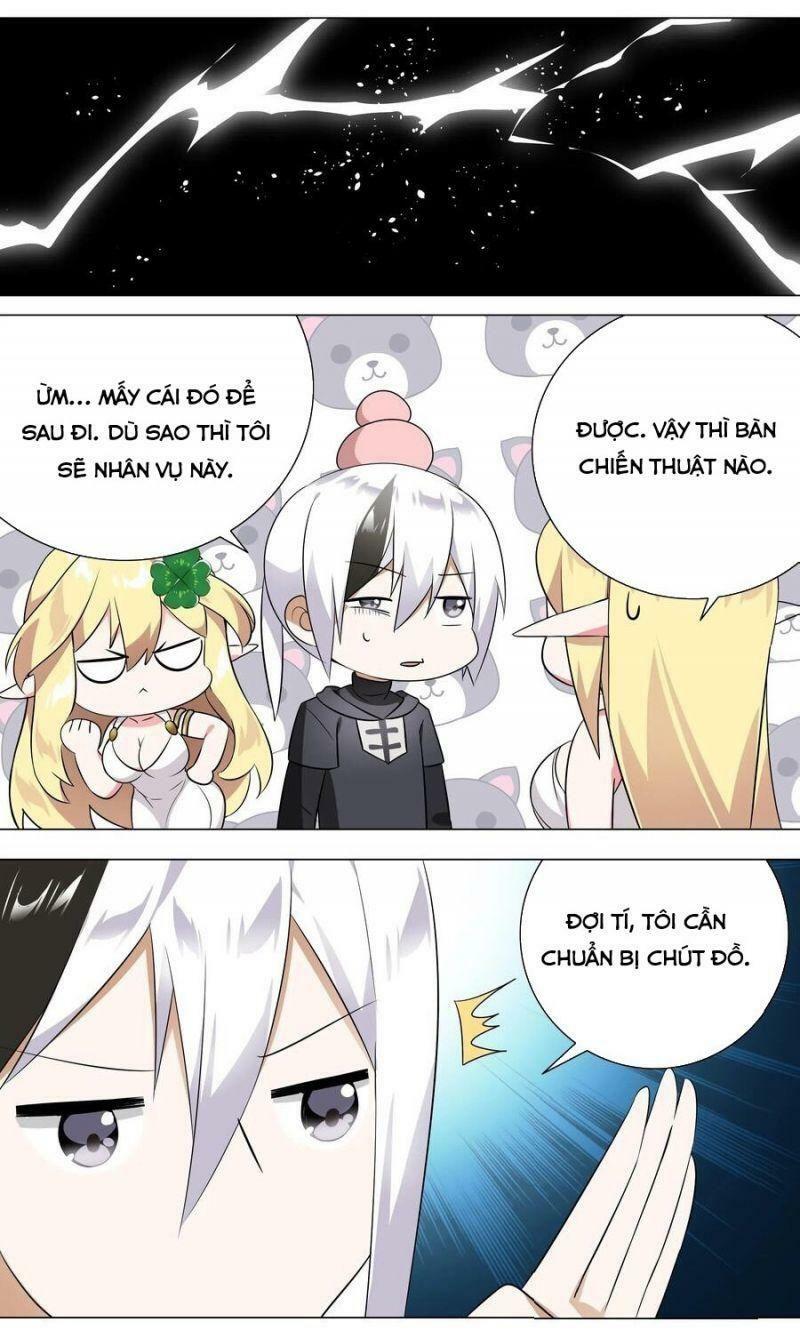 ỪM... MẤY CÁI ĐÓ ĐỂ
SAU ĐI. DÙ SAO THÌ TÔI
SẼ NHÂN VỤ NÀY.
ĐƯỢC. VẬY THÌ BÀN
CHIẾN THUẬT NÀO.
ĐỢI TÍ, TÔI CẦN
CHUẨN BỊ CHÚT ĐỒ.